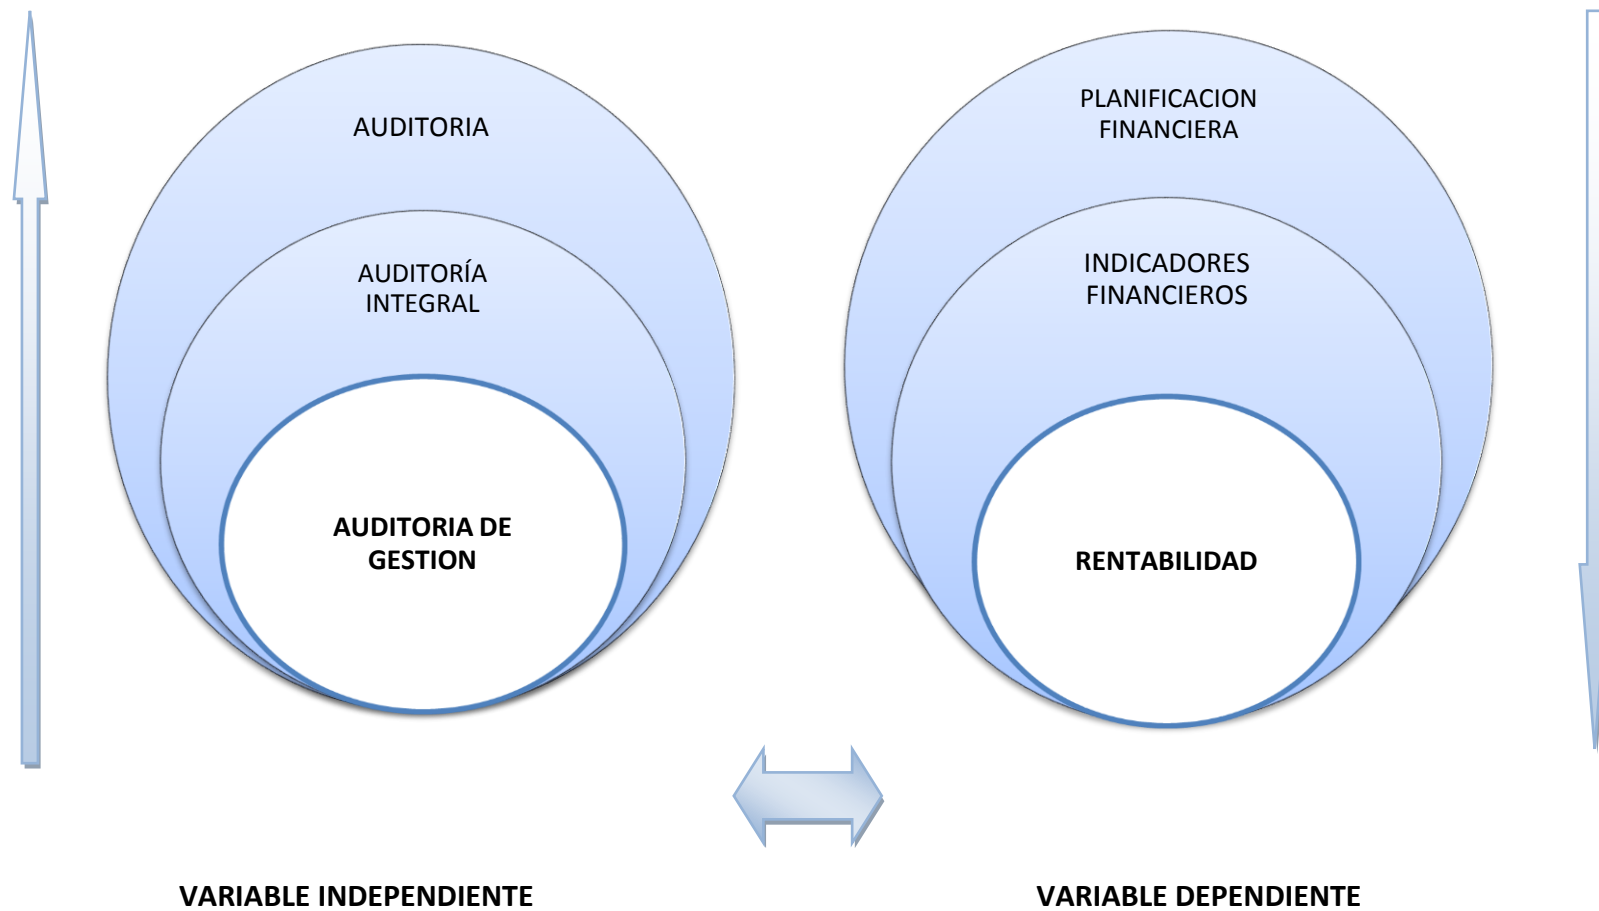 AUDITORIA
AUDITORÍA
INTEGRAL
AUDITORIA DE
GESTION
PLANIFICACION
FINANCIERA
INDICADORES
FINANCIEROS
RENTABILIDAD
VARIABLE INDEPENDIENTE
VARIABLE DEPENDIENTE